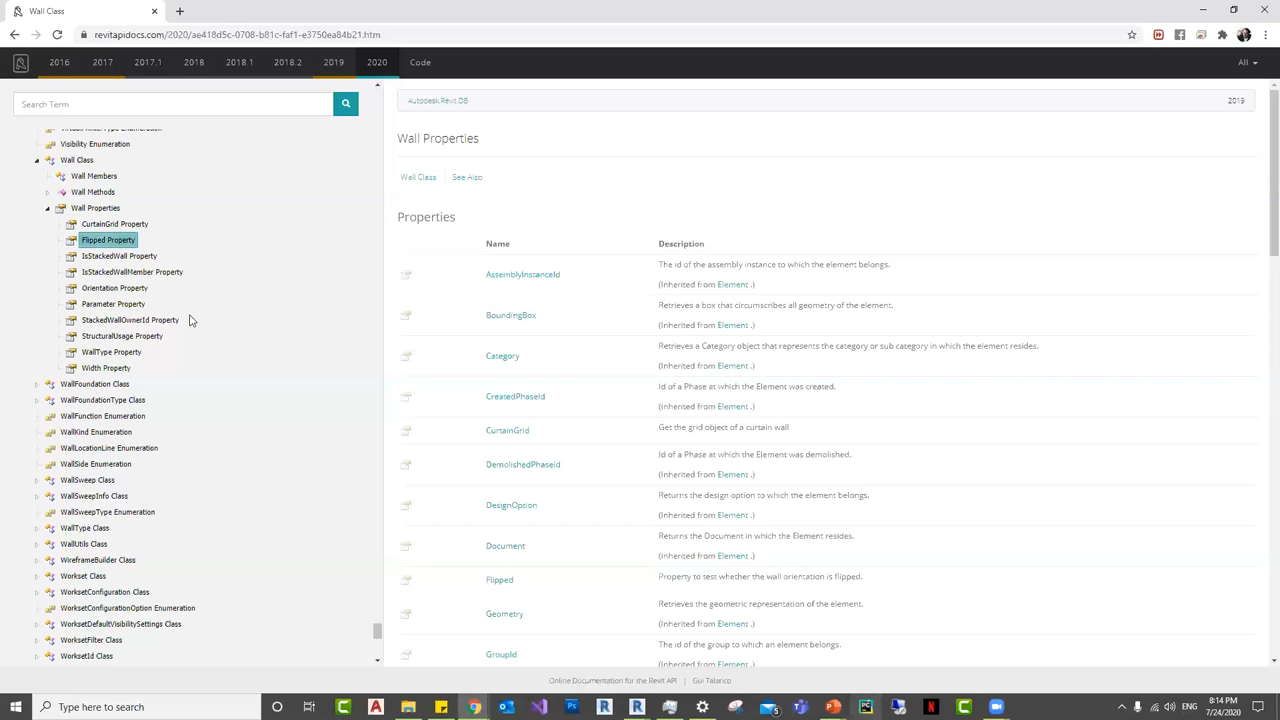 Wall Class
revitapidocs.com/2020/ae418d5c-0708-b81c-faf1-e3750ea84b21.htm
2016 2017 2017.1 2018 2018.1 2018.2 2019 2020 Code All
Search Term
Visibility Enumeration
Wall Class
Wall Members
Wall Methods
Wall Properties
CurtainGrid Property
Flipped Property
IsStackedWall Property
IsStackedWallMember Property
Orientation Property
Parameter Property
StackedWallOwnerId Property
StructuralUsage Property
WallType Property
Width Property
WallFoundation Class
WallFoundationType Class
WallFunction Enumeration
WallKind Enumeration
WallLocationLine Enumeration
WallSide Enumeration
WallSweep Class
WallSweepInfo Class
WallSweepType Enumeration
WallType Class
WallUtils Class
WireframeBuilder Class
Workset Class
WorksetConfiguration Class
WorksetConfigurationOption Enumeration
WorksetDefaultVisibilitySettings Class
WorksetFilter Class
WorksetId Class
Autodesk.Revit.DB 2019
Wall Properties
Wall Class See Also
Properties
Name Description
AssemblyInstanceId The id of the assembly instance to which the element belongs.
(Inherited from Element .)
BoundingBox Retrieves a box that circumscribes all geometry of the element.
(Inherited from Element .)
Category Retrieves a Category object that represents the category or sub category in which the element resides.
(Inherited from Element .)
CreatedPhaseId Id of a Phase at which the Element was created.
(Inherited from Element .)
CurtainGrid Get the grid object of a curtain wall
DemolishedPhaseId Id of a Phase at which the Element was demolished.
(Inherited from Element .)
DesignOption Returns the design option to which the element belongs.
(Inherited from Element .)
Document Returns the Document in which the Element resides.
(Inherited from Element .)
Flipped Property to test whether the wall orientation is flipped.
Geometry Retrieves the geometric representation of the element.
(Inherited from Element .)
GroupId The id of the group to which an element belongs.
(Inherited from Element .)
Online Documentation for the Revit API | Gui Talarico
Type here to search
8:14 PM
7/24/2020